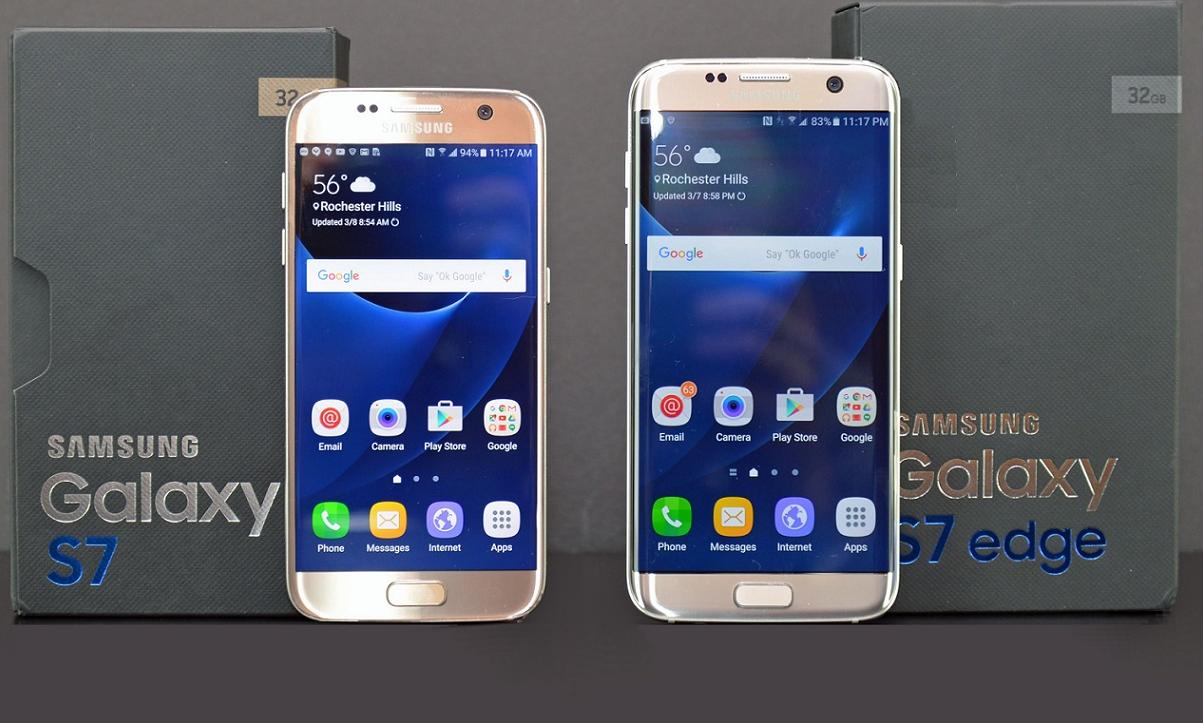 32
SAMSUNG
Galaxy
S7
SAMSUNG
94% 11:17 AM
56°
Rochester Hills
Updated 3/8 8:54 AM
Google
Say "Ok Google"
Email
Camera
Play Store
Google
Phone
Messages
Internet
Apps
SAMSUNG
83% 11:17 PM
56°
Rochester Hills
Updated 3/7 8:58 PM
Google
Say "Ok Google"
63
Email
Camera
Play Store
Google
Phone
Messages
Internet
Apps
32GB
SAMSUNG
Galaxy
S7 edge